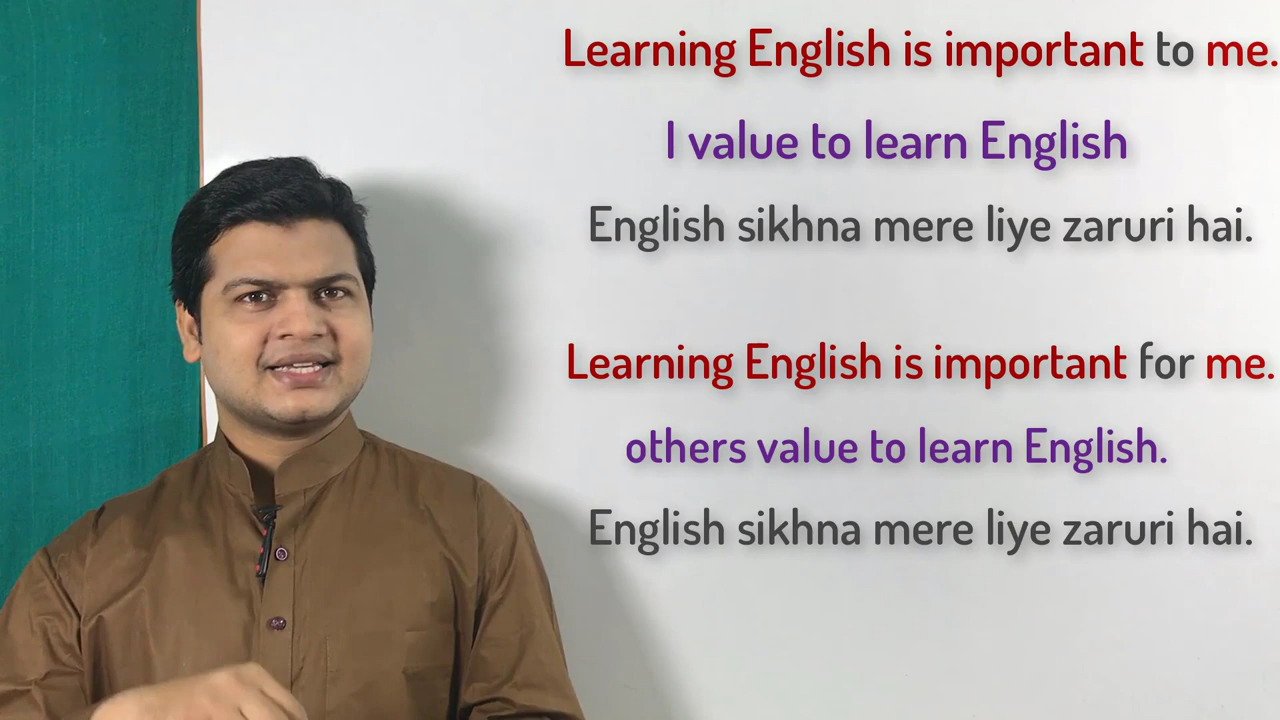 Learning English is important to me.
I value to learn English
English sikhna mere liye zaruri hai.
Learning English is important for me.
others value to learn English.
English sikhna mere liye zaruri hai.